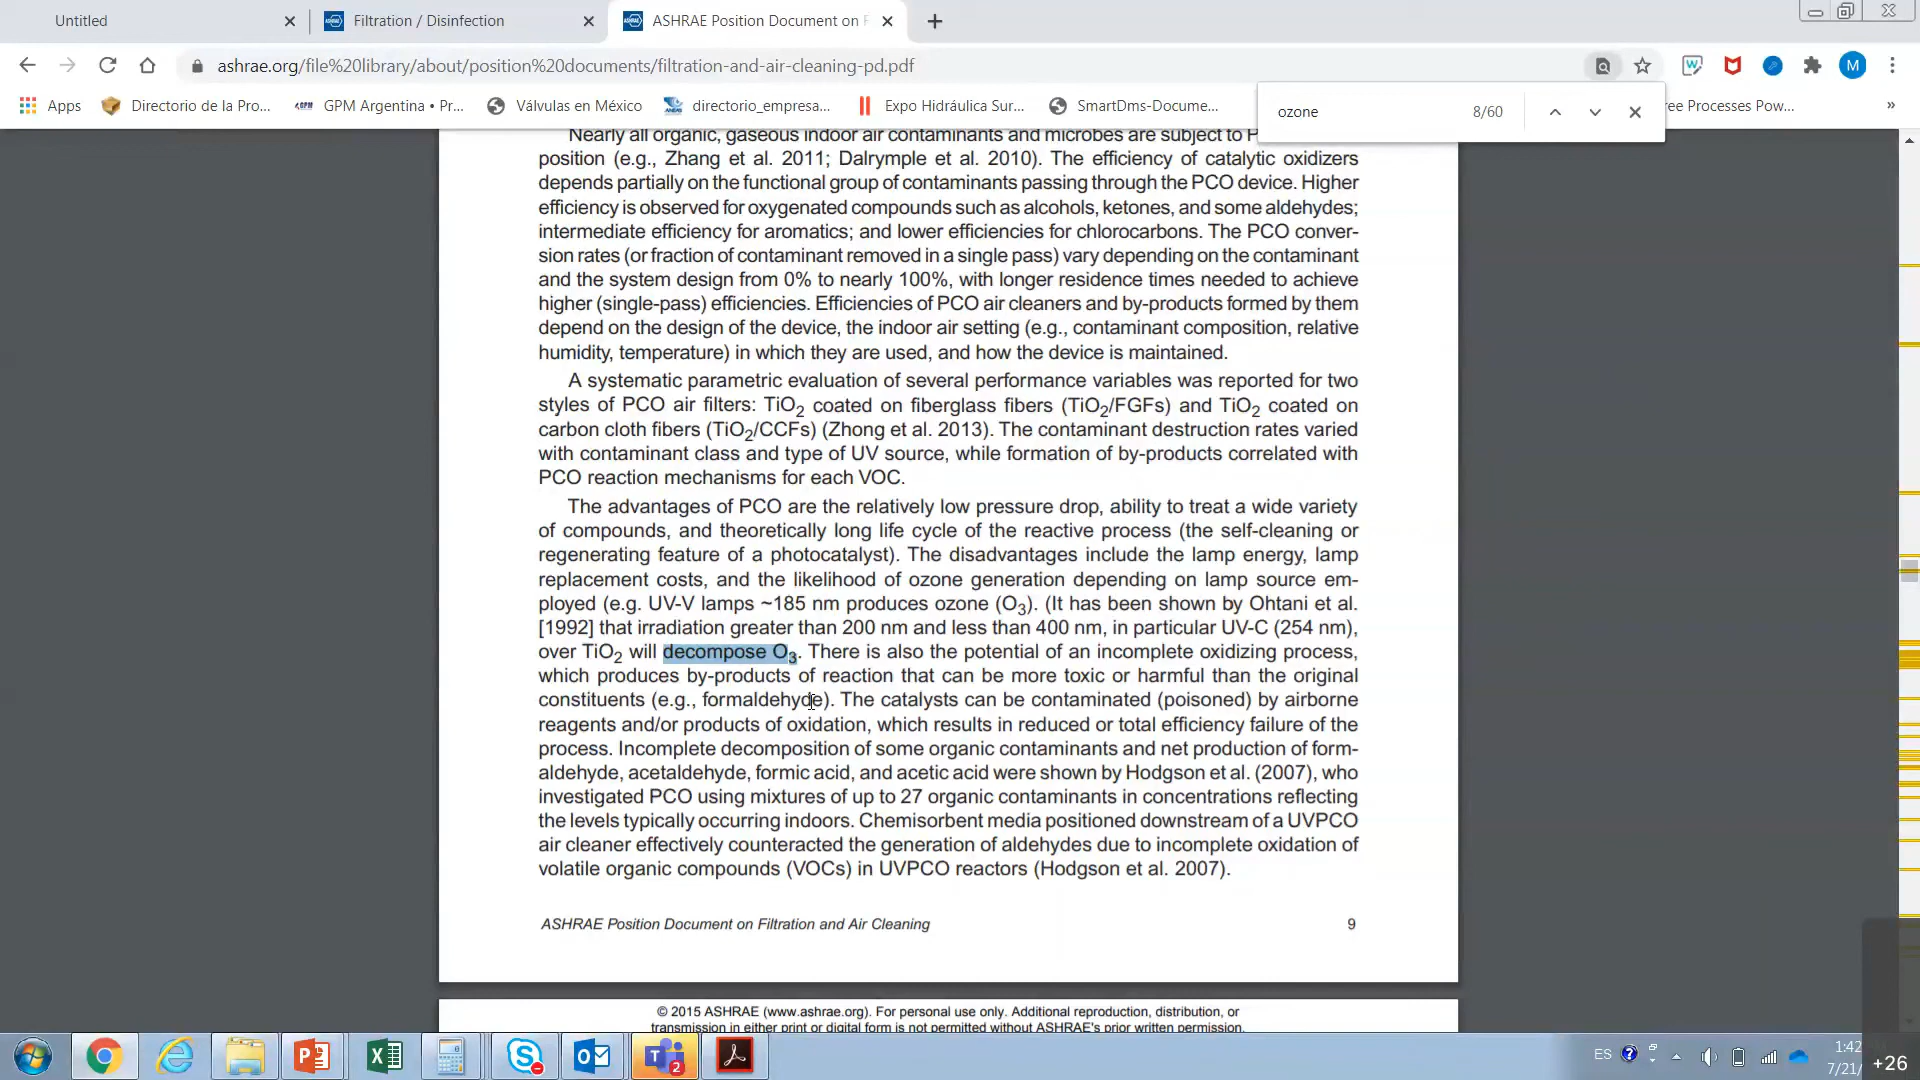 Untitled
Filtration / Disinfection
ASHRAE Position Document on F
ashrae.org/file%20library/about/position%20documents/filtration-and-air-cleaning-pd.pdf
M
Apps
Directorio de la Pro...
GPM Argentina • Pr...
Válvulas en México
directorio_empresa...
Expo Hidráulica Sur...
SmartDms-Docume...
ree Processes Pow...
»
ozone
8/60
Nearly all organic, gaseous indoor air contaminants and microbes are subject to P
position (e.g., Zhang et al. 2011; Dalrymple et al. 2010). The efficiency of catalytic oxidizers
depends partially on the functional group of contaminants passing through the PCO device. Higher
efficiency is observed for oxygenated compounds such as alcohols, ketones, and some aldehydes;
intermediate efficiency for aromatics; and lower efficiencies for chlorocarbons. The PCO conver-
sion rates (or fraction of contaminant removed in a single pass) vary depending on the contaminant
and the system design from 0% to nearly 100%, with longer residence times needed to achieve
higher (single-pass) efficiencies. Efficiencies of PCO air cleaners and by-products formed by them
depend on the design of the device, the indoor air setting (e.g., contaminant composition, relative
humidity, temperature) in which they are used, and how the device is maintained.
A systematic parametric evaluation of several performance variables was reported for two
styles of PCO air filters: TiO2 coated on fiberglass fibers (TiO2/FGFs) and TiO2 coated on
carbon cloth fibers (TiO2/CCFs) (Zhong et al. 2013). The contaminant destruction rates varied
with contaminant class and type of UV source, while formation of by-products correlated with
PCO reaction mechanisms for each VOC.
The advantages of PCO are the relatively low pressure drop, ability to treat a wide variety
of compounds, and theoretically long life cycle of the reactive process (the self-cleaning or
regenerating feature of a photocatalyst). The disadvantages include the lamp energy, lamp
replacement costs, and the likelihood of ozone generation depending on lamp source em-
ployed (e.g. UV-V lamps ~185 nm produces ozone (O3). (It has been shown by Ohtani et al.
[1992] that irradiation greater than 200 nm and less than 400 nm, in particular UV-C (254 nm),
over TiO2 will decompose O3. There is also the potential of an incomplete oxidizing process,
which produces by-products of reaction that can be more toxic or harmful than the original
constituents (e.g., formaldehyde). The catalysts can be contaminated (poisoned) by airborne
reagents and/or products of oxidation, which results in reduced or total efficiency failure of the
process. Incomplete decomposition of some organic contaminants and net production of form-
aldehyde, acetaldehyde, formic acid, and acetic acid were shown by Hodgson et al. (2007), who
investigated PCO using mixtures of up to 27 organic contaminants in concentrations reflecting
the levels typically occurring indoors. Chemisorbent media positioned downstream of a UVPCO
air cleaner effectively counteracted the generation of aldehydes due to incomplete oxidation of
volatile organic compounds (VOCs) in UVPCO reactors (Hodgson et al. 2007).
ASHRAE Position Document on Filtration and Air Cleaning 9
© 2015 ASHRAE (www.ashrae.org). For personal use only. Additional reproduction, distribution, or
transmission in either print or digital form is not permitted without ASHRAE's prior written permission.
2
ES
1:42
7/21/
+26